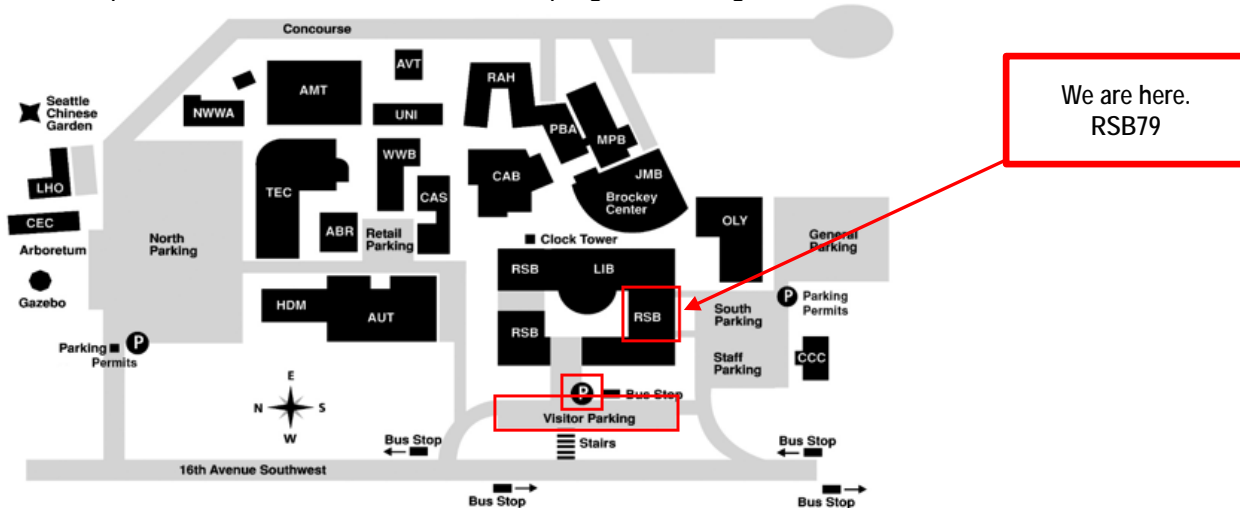 Concourse
We are here.
RSB79
AVT
RAH
AMT
Seattle
Chinese
Garden
NWWA
UNI
PBA
MPB
WWB
CAB
JMB
LHO
TEC
CAS
Brockey
Center
CEC
ABR
Retail
Parking
OLY
General
Parking
North
Parking
Arboretum
Clock Tower
RSB
LIB
Gazebo
HDM
AUT
RSB
RSB
South
Parking
P
Parking
Permits
Parking
Permits
P
Staff
Parking
CCC
E
N
S
W
P
Bus Stop
Visitor Parking
Bus Stop
Stairs
Bus Stop
16th Avenue Southwest
Bus Stop
Bus Stop